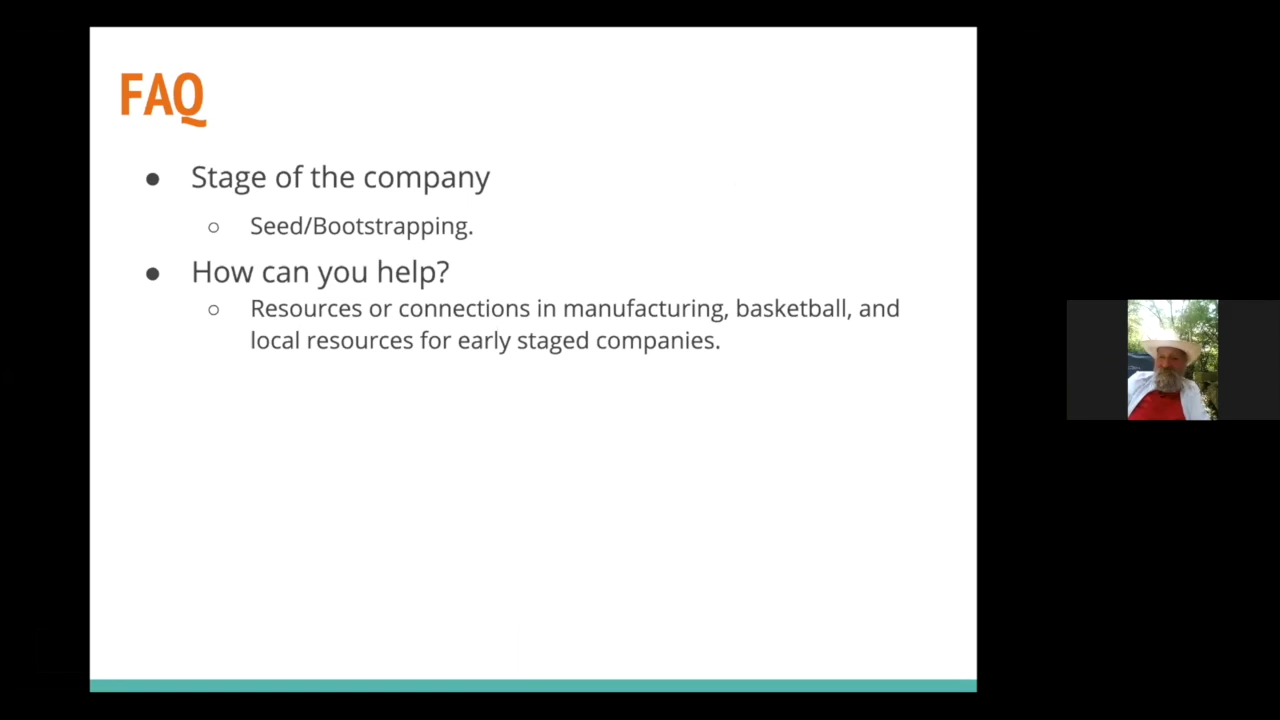 FAQ
● Stage of the company
○ Seed/Bootstrapping.
● How can you help?
○ Resources or connections in manufacturing, basketball, and
local resources for early staged companies.